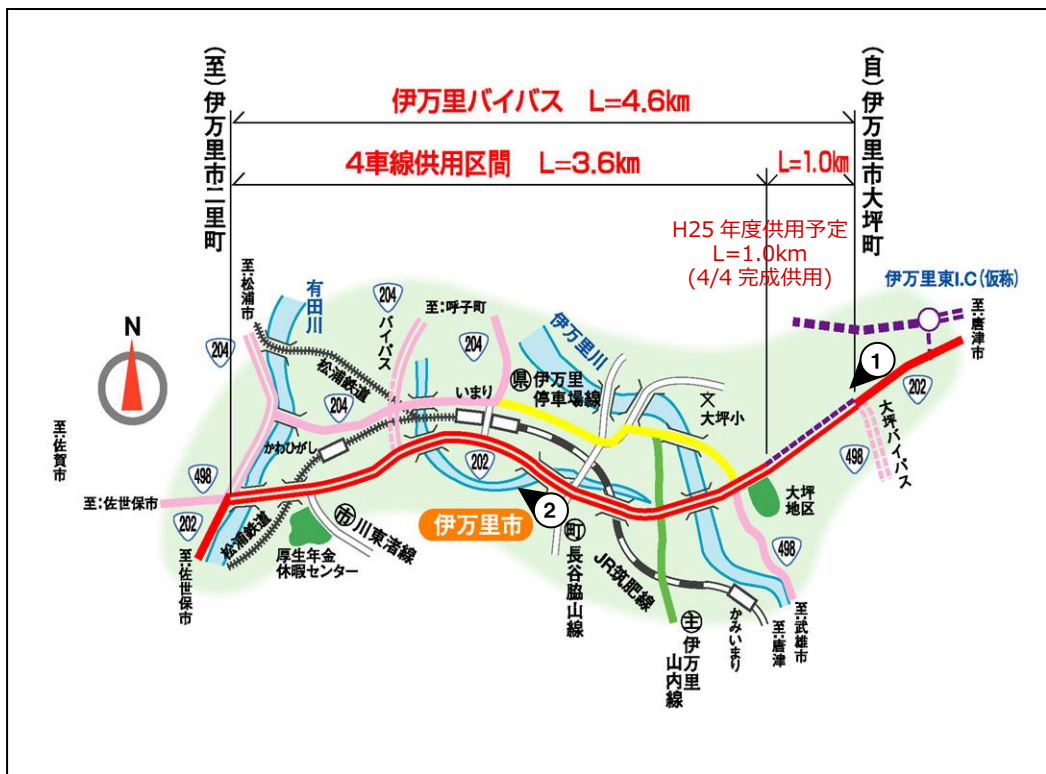 (至)伊万里市二里町
(自)伊万里市大坪町
伊万里バイパス L=4.6km
4車線供用区間 L=3.6km
L=1.0km
H25 年度供用予定
L=1.0km
(4/4 完成供用)
伊万里東I.C(仮称)
至:唐津市
至:松浦市
有田川
204
バイパス
至:呼子町
伊万里川
N
204
松浦鉄道
204
県 伊万里
停車場線
1
202
大坪小
いまり
204
至:佐賀市
かわひがし
498
大坪バイパス
498
至:佐世保市
202
2
大坪
地区
202
松浦鉄道
市 川東渚線
伊万里市
町 長谷脇山線
JR筑肥線
498
至:佐世保市
厚生年金
休暇センター
かみいまり
至:唐津
至:武雄市
主 伊万里
山内線